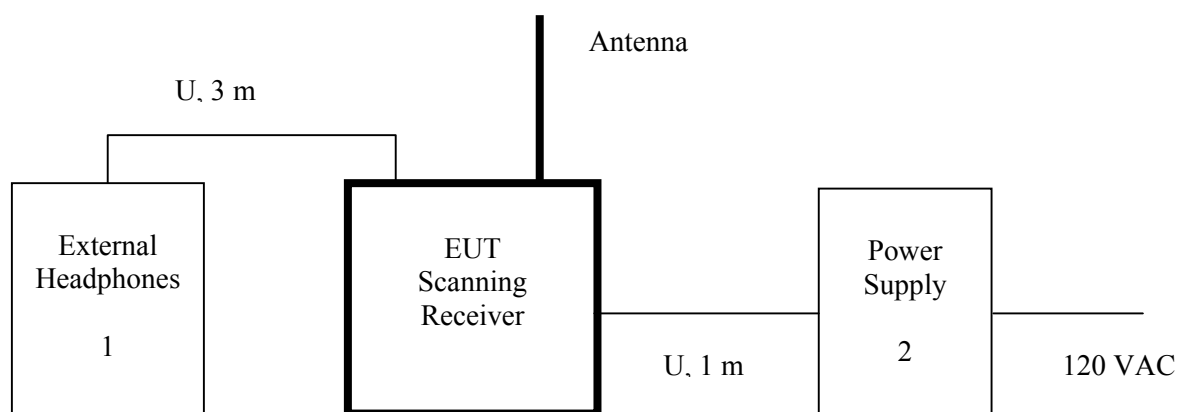 Antenna
U, 3 m
External
Headphones
1
EUT
Scanning
Receiver
Power
Supply
2
U, 1 m
120 VAC